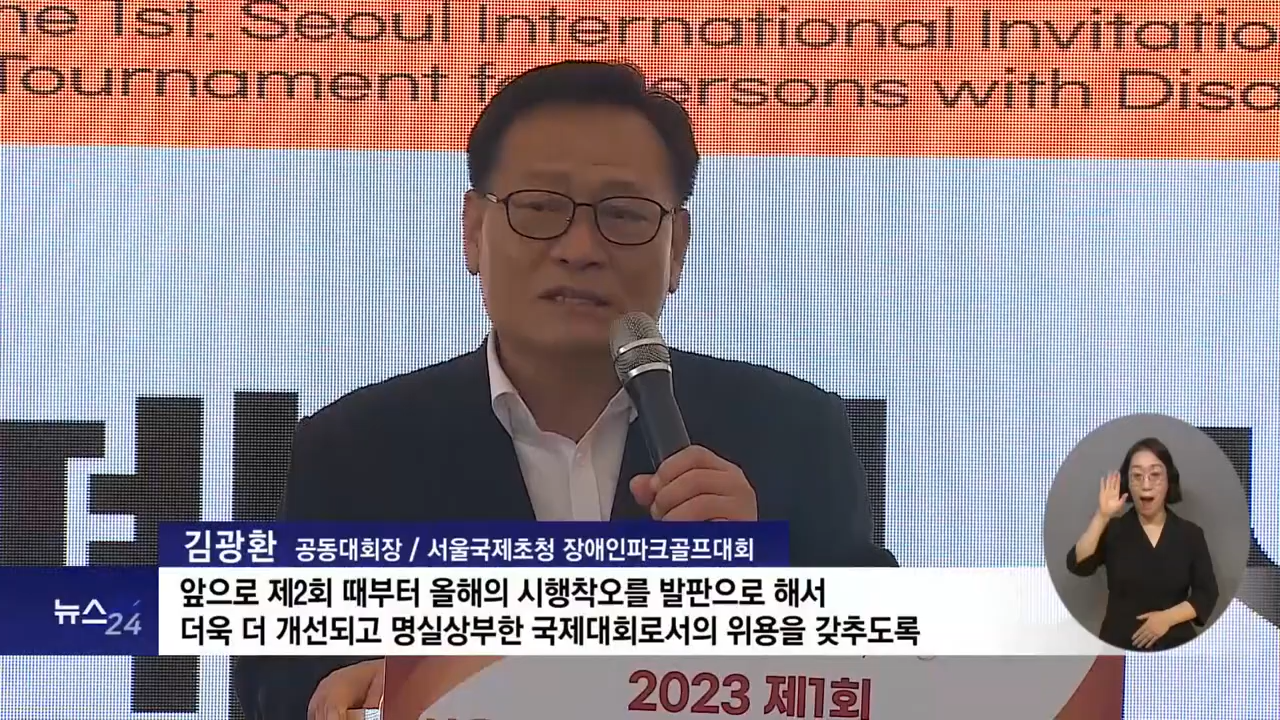 he 1st. Seoul International Invitatio
Tournament f ersons with Disa
김광환 공동대회장 / 서울국제초청 장애인파크골프대회
뉴스24
앞으로 제2회 때부터 올해의 시행착오를 발판으로 해서
더욱 더 개선되고 명실상부한 국제대회로서의 위용을 갖추도록
2023 제1회